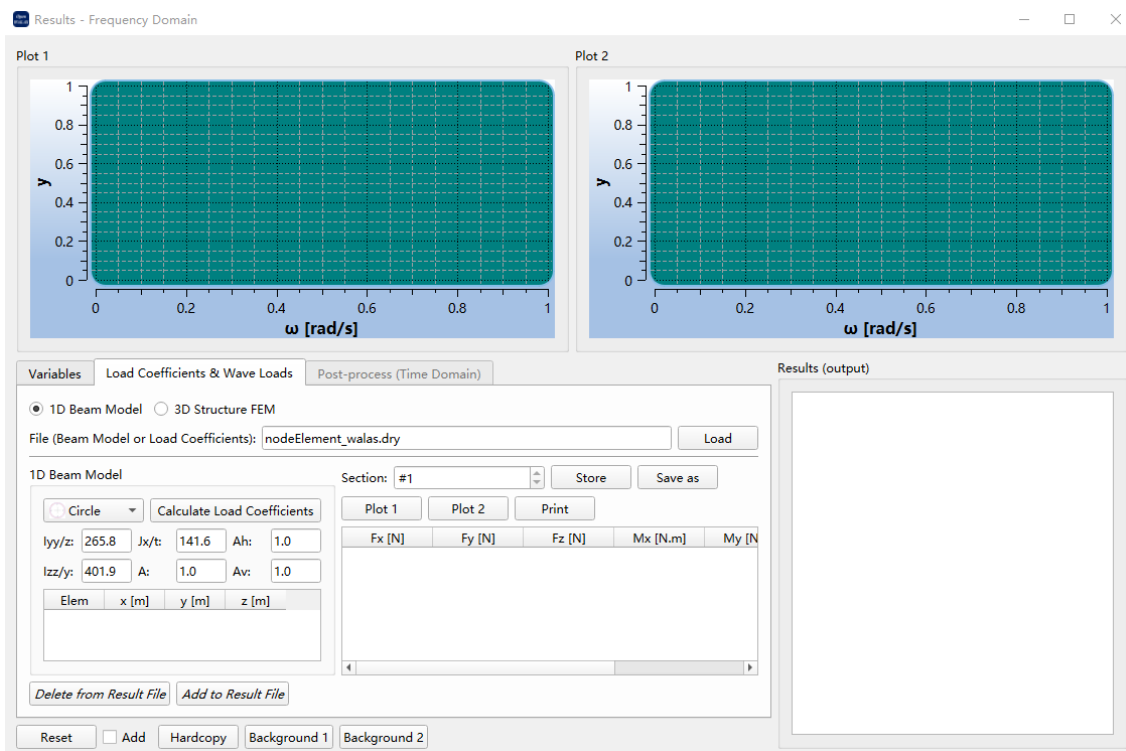 Results - Frequency Domain
Plot 1
Plot 2
1
0.8
0.6
0.4
0.2
0
y
0 0.2 0.4 0.6 0.8 1
ω [rad/s]
1
0.8
0.6
0.4
0.2
0
y
0 0.2 0.4 0.6 0.8 1
ω [rad/s]
Variables Load Coefficients & Wave Loads Post-process (Time Domain)
1D Beam Model 3D Structure FEM
File (Beam Model or Load Coefficients): nodeElement_walas.dry Load
1D Beam Model
Circle Calculate Load Coefficients
Iyy/z: 265.8 Jx/t: 141.6 Ah: 1.0
Izz/y: 401.9 A: 1.0 Av: 1.0
Elem x [m] y [m] z [m]
Section: #1 Store Save as
Plot 1 Plot 2 Print
Fx [N] Fy [N] Fz [N] Mx [N.m] My [N
Delete from Result File Add to Result File
Reset Add Hardcopy Background 1 Background 2
Results (output)